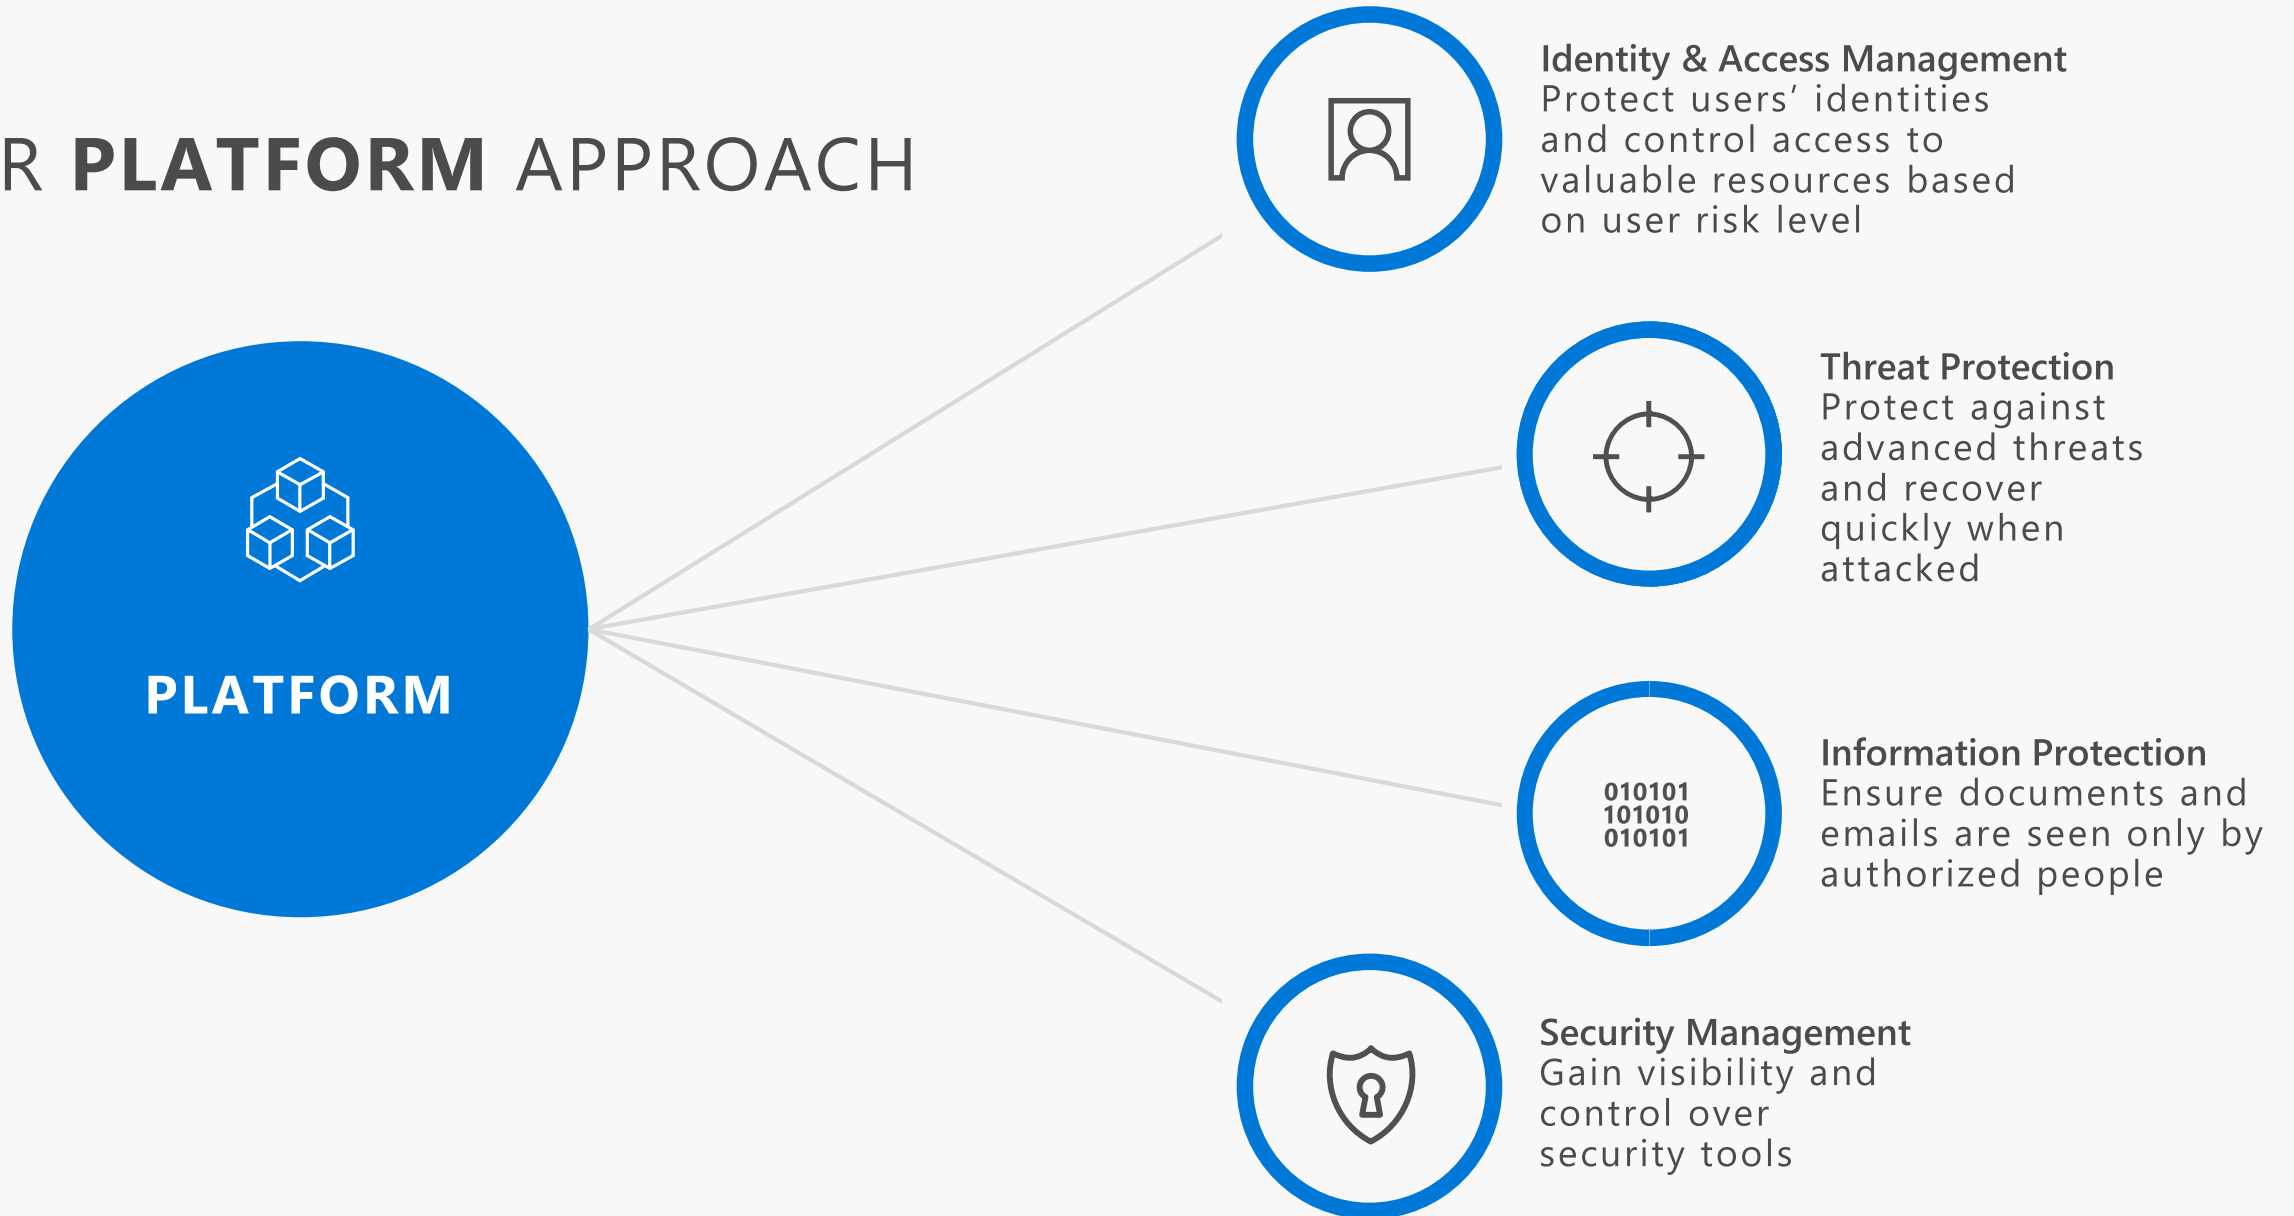 R PLATFORM APPROACH
PLATFORM
Identity & Access Management
Protect users’ identities
and control access to
valuable resources based
on user risk level
Threat Protection
Protect against
advanced threats
and recover
quickly when
attacked
010101
101010
010101
Information Protection
Ensure documents and
emails are seen only by
authorized people
Security Management
Gain visibility and
control over
security tools